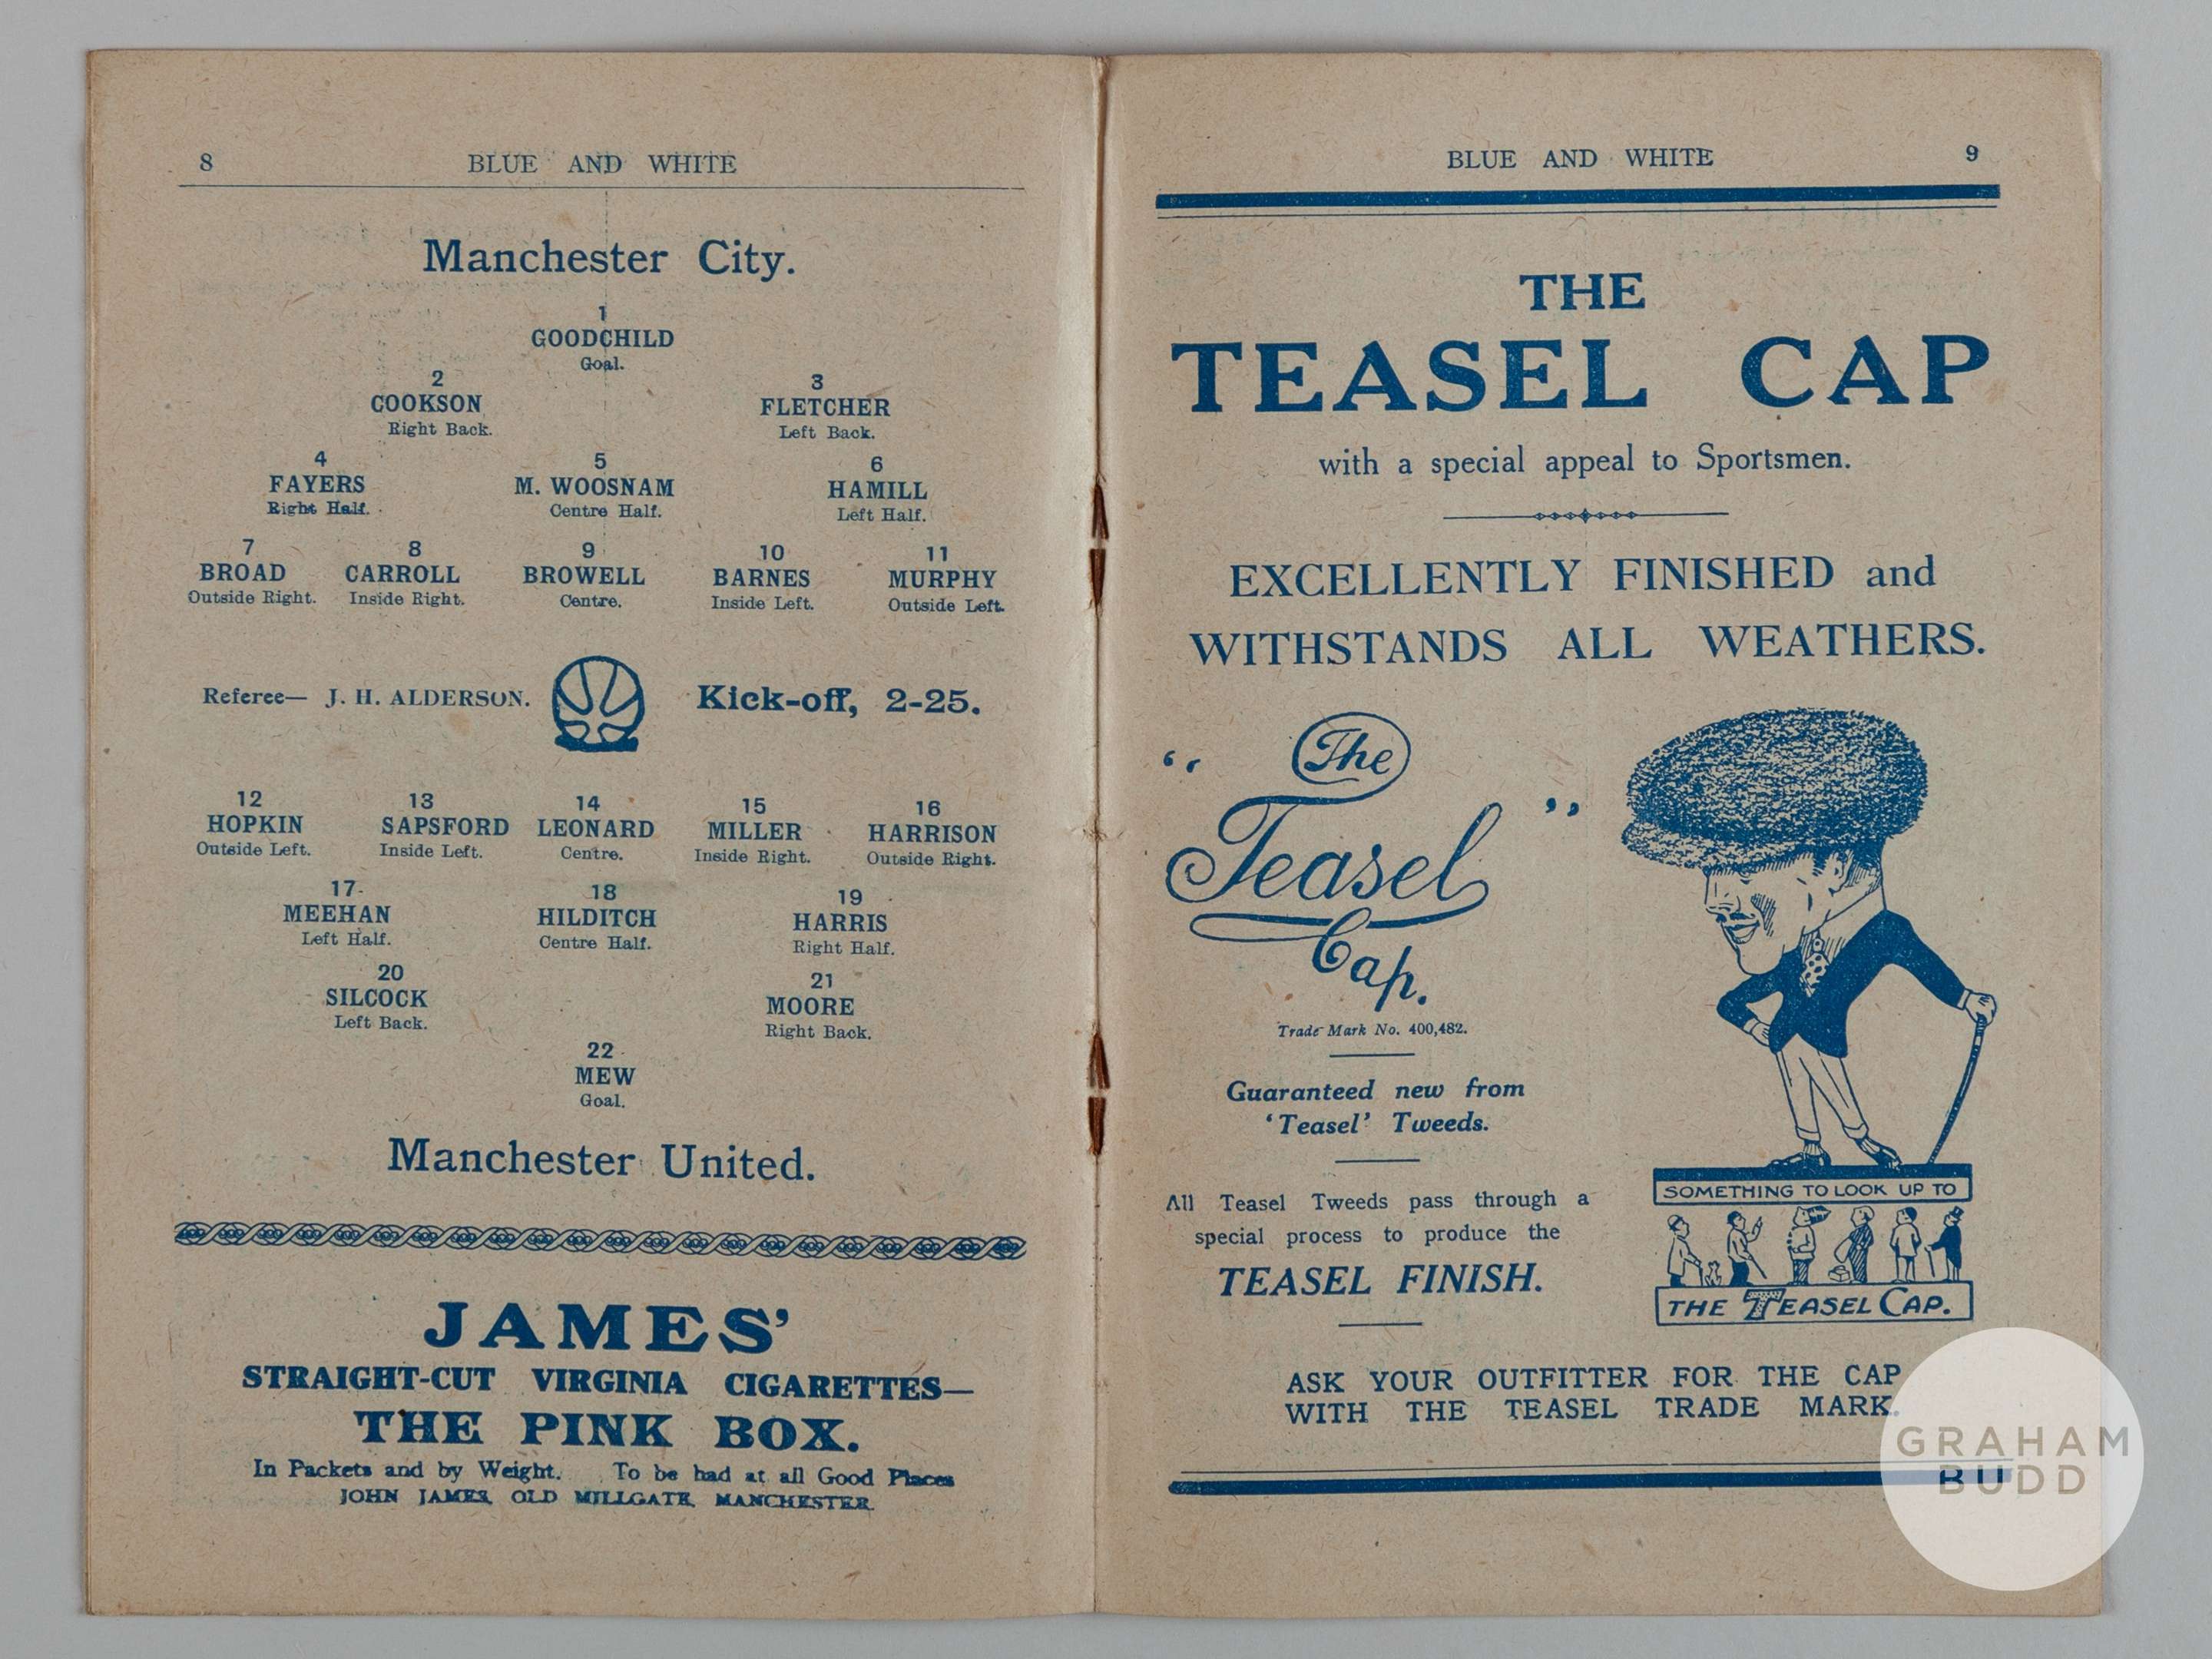 8 BLUE AND WHITE
Manchester City.
1
GOODCHILD
Goal.
2 3
COOKSON FLETCHER
Right Back. Left Back.
4 5 6
FAYERS M. WOOSNAM HAMILL
Right Half. Centre Half. Left Half.
7 8 9 10 11
BROAD CARROLL BROWELL BARNES MURPHY
Outside Right. Inside Right. Centre. Inside Left. Outside Left.
Referee— J. H. ALDERSON. Kick-off, 2-25.
12 13 14 15 16
HOPKIN SAPSFORD LEONARD MILLER HARRISON
Outside Left. Inside Left. Centre. Inside Right. Outside Right.
17 18 19
MEEHAN HILDITCH HARRIS
Left Half. Centre Half. Right Half.
20 21
SILCOCK MOORE
Left Back. Right Back.
22
MEW
Goal.
Manchester United.
JAMES'
STRAIGHT-CUT VIRGINIA CIGARETTES—
THE PINK BOX.
In Packets and by Weight. To be had at all Good Places
JOHN JAMES, OLD MILLGATE, MANCHESTER.
BLUE AND WHITE 9
THE
TEASEL CAP
with a special appeal to Sportsmen.
EXCELLENTLY FINISHED and
WITHSTANDS ALL WEATHERS.
“ The
Teasel ”
Cap.
Trade Mark No. 400,482.
Guaranteed new from
‘Teasel’ Tweeds.
All Teasel Tweeds pass through a
special process to produce the
TEASEL FINISH.
SOMETHING TO LOOK UP TO
THE TEASEL CAP.
ASK YOUR OUTFITTER FOR THE CAP
WITH THE TEASEL TRADE MARK.
GRAHAM
BUDD